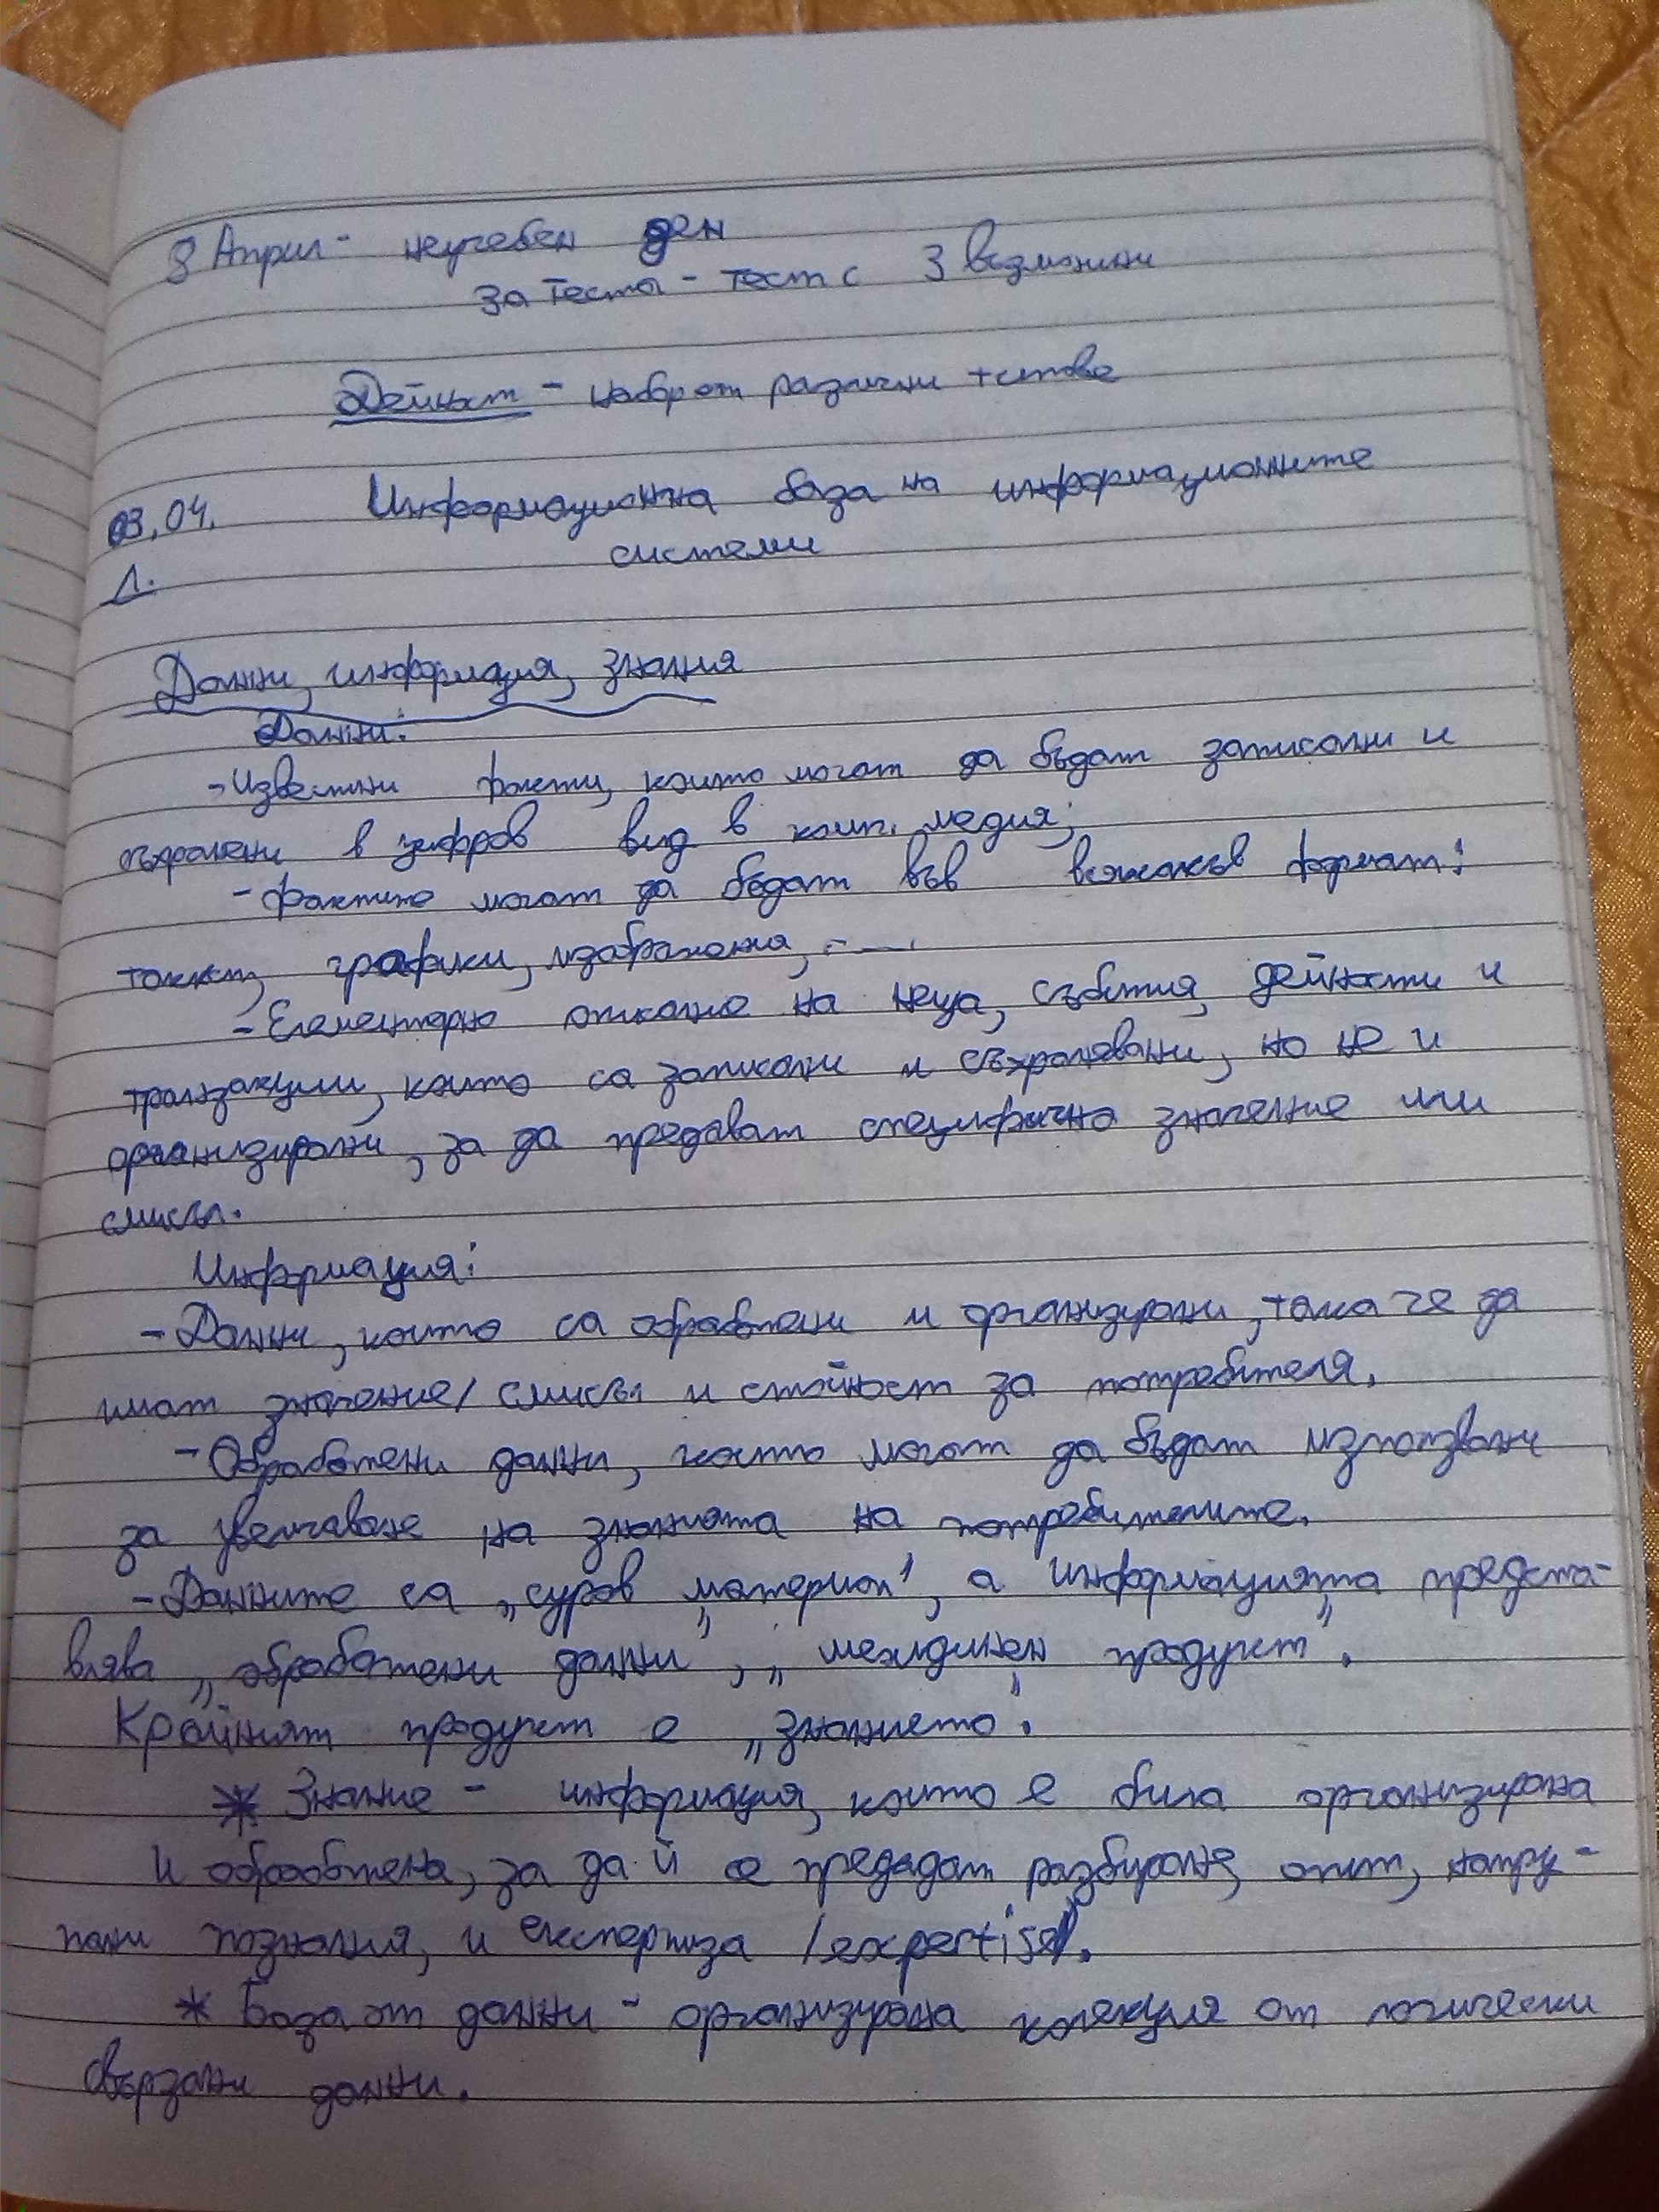 8 Април - неучебен ден
за теста - тест с 3 възможни
Дейност - набор от различни тестове
03.04. Информационна база на информационните
Л. системи
Данни, информация, знания
Данни:
- Известни факти, които могат да бъдат записани и
съхранени в цифров вид в комп. медия;
- Фактите могат да бъдат във всякакъв формат:
текст, графики, изображения, ...
- Елементарно описание на неща, събития, дейности и
транзакции, които са записани и съхранявани, но не и
организирани, за да предават специфично значение или
смисъл.
Информация:
- Данни, които са обработени и организирани, така че да
имат значение/ смисъл и стойност за потребителя.
- Обработени данни, които могат да бъдат използвани
за увеличаване на знанията на потребителите.
- Данните са „суров материал", а информацията предста-
влява „обработени данни", „междинен продукт".
Крайният продукт е „знанието".
* Знание - информация, която е била организирана
и обработена, за да й се предадат разбиране, опит, натру-
пани познания, и експертиза /expertise/.
* База от данни - организирана колекция от логически
свързани данни.